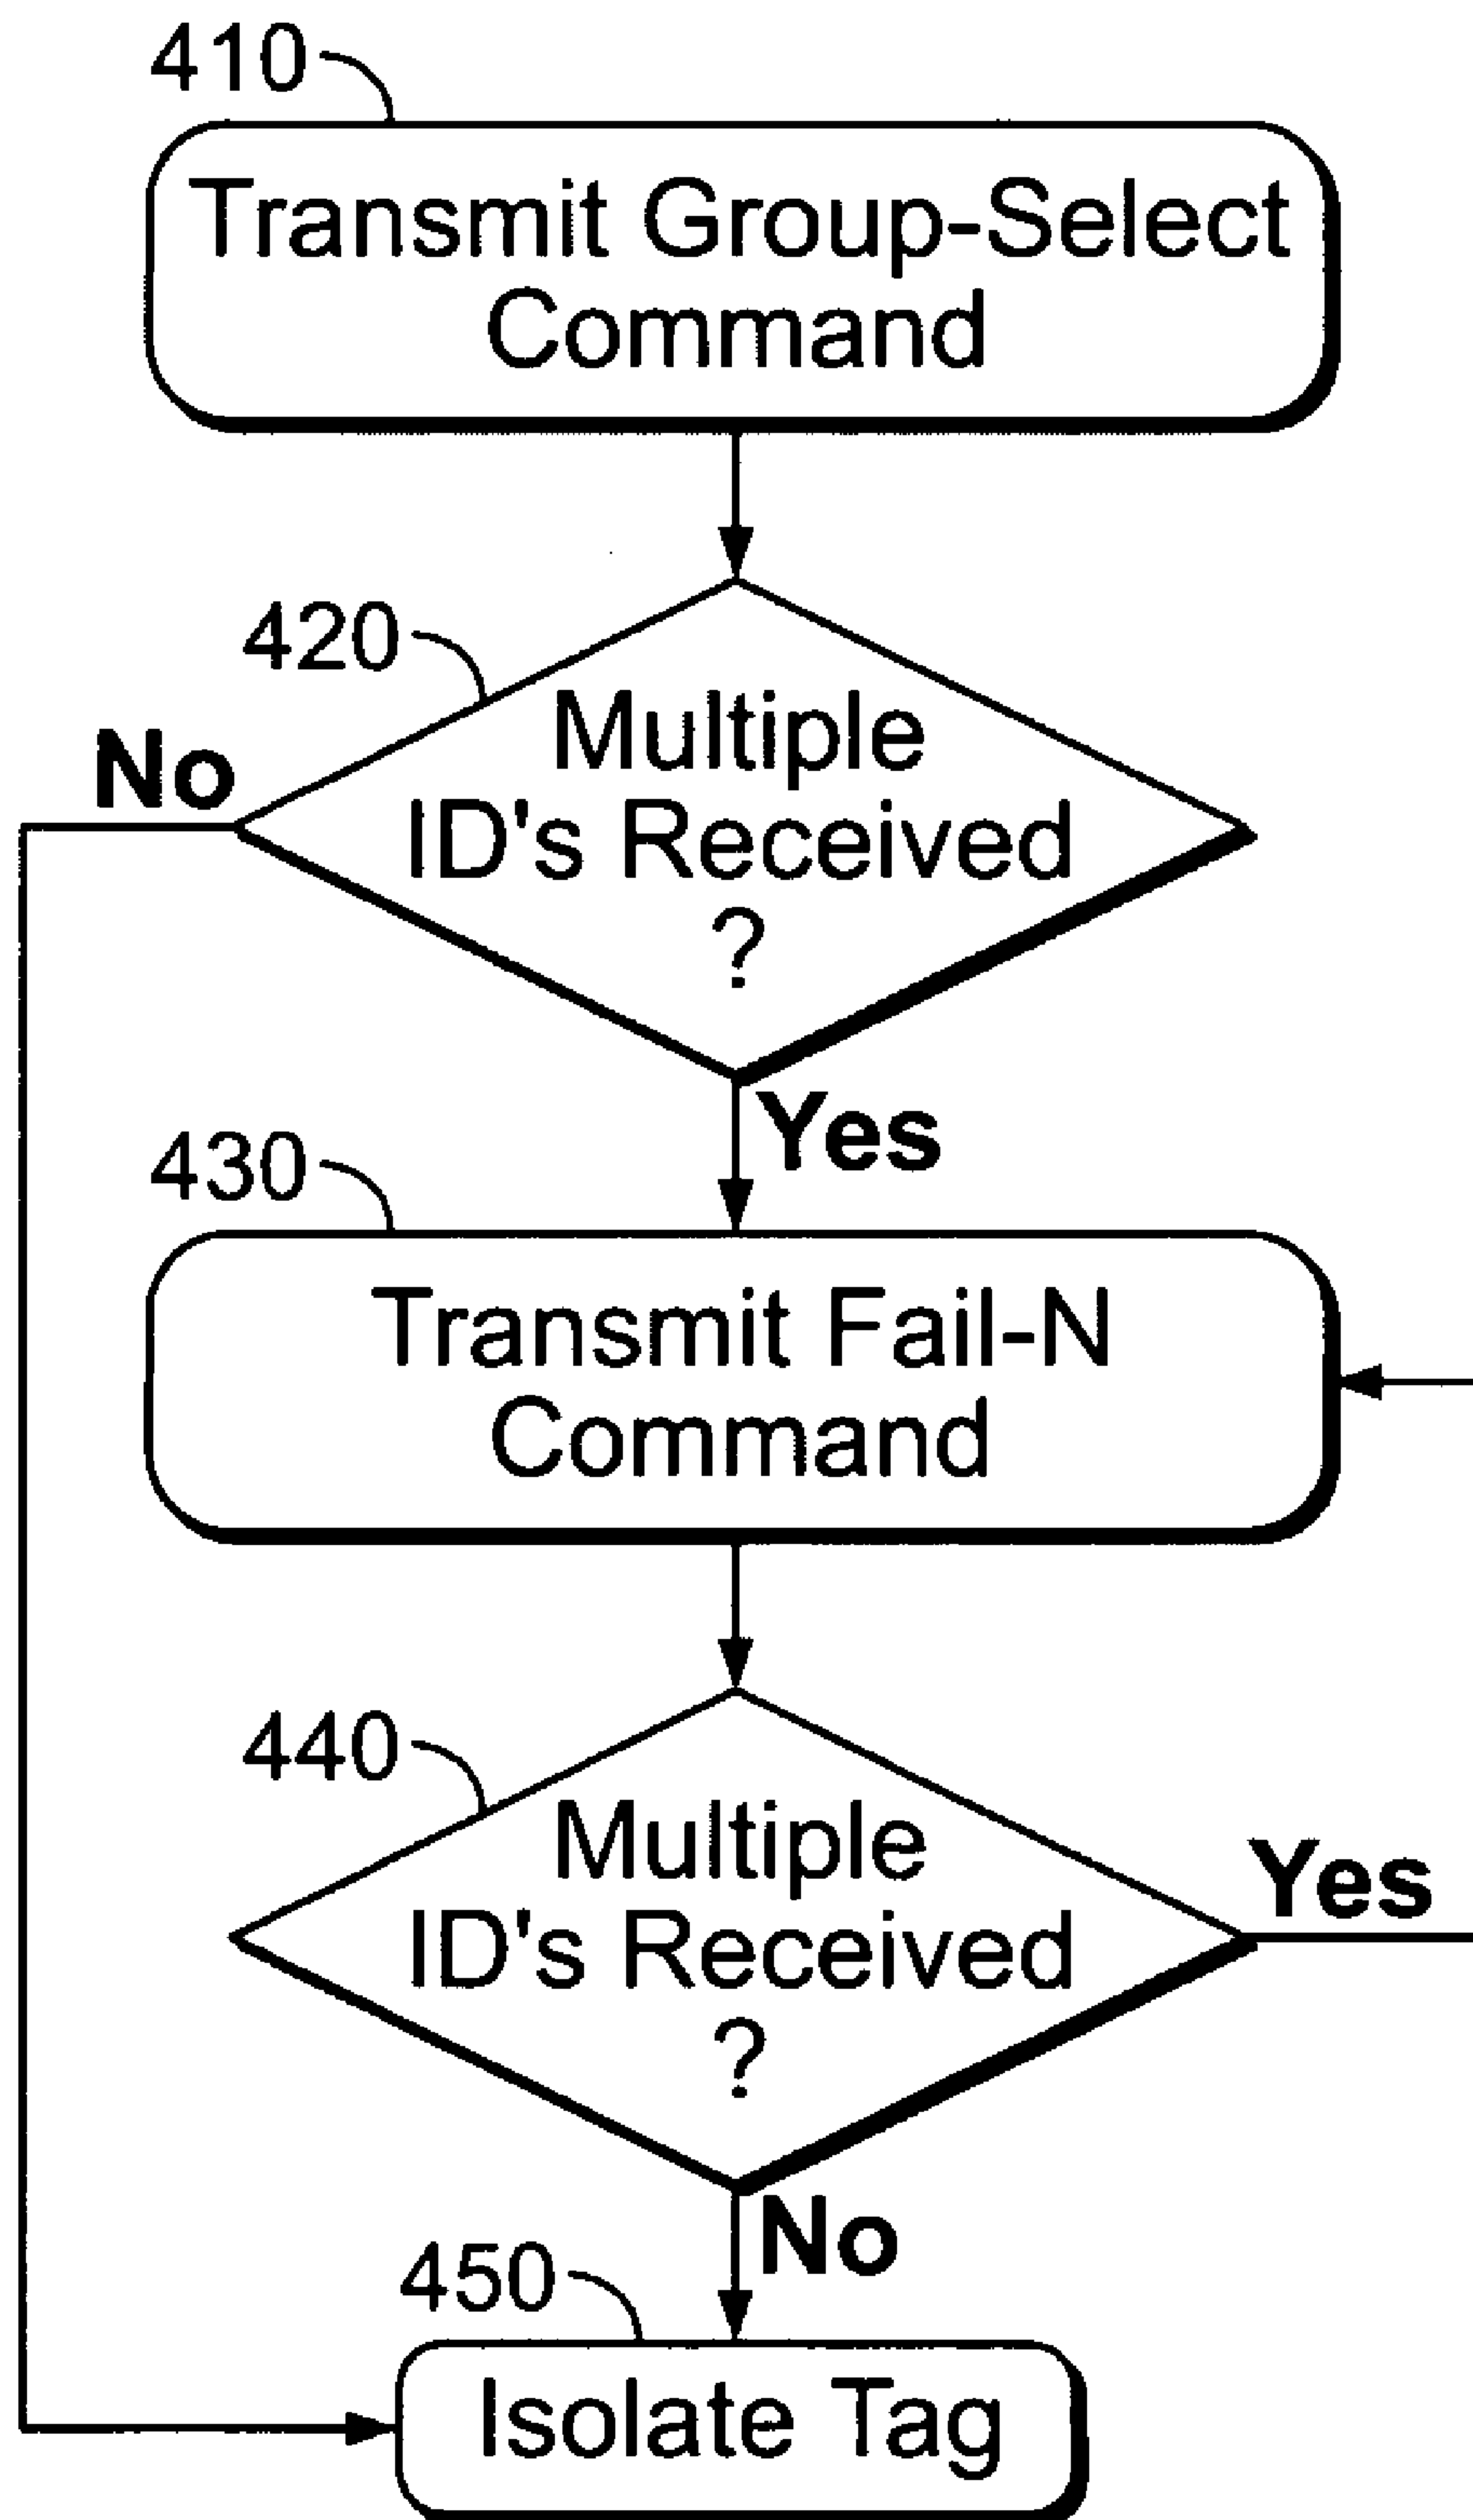 410
Transmit Group-Select
Command
420
Multiple
ID's Received
?
No
Yes
430
Transmit Fail-N
Command
440
Multiple
ID's Received
?
Yes
No
450
Isolate Tag